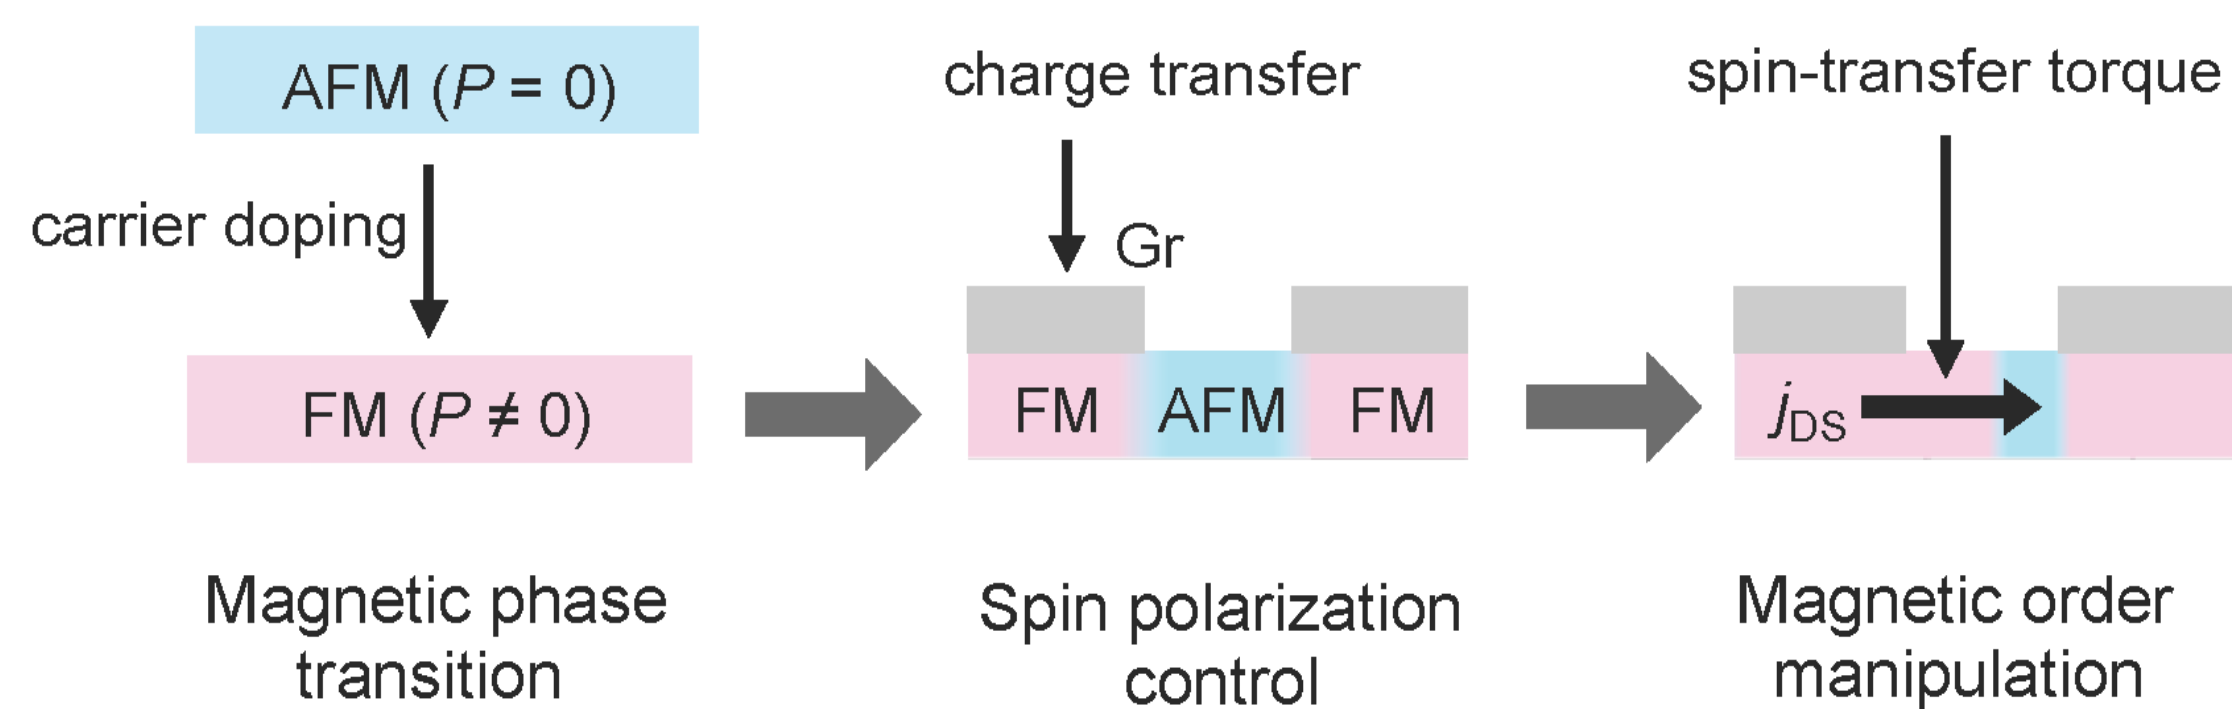 AFM (P = 0)
carrier doping
FM (P ≠ 0)
Magnetic phase
transition
charge transfer
Gr
FM AFM FM
Spin polarization
control
spin-transfer torque
jDS
Magnetic order
manipulation